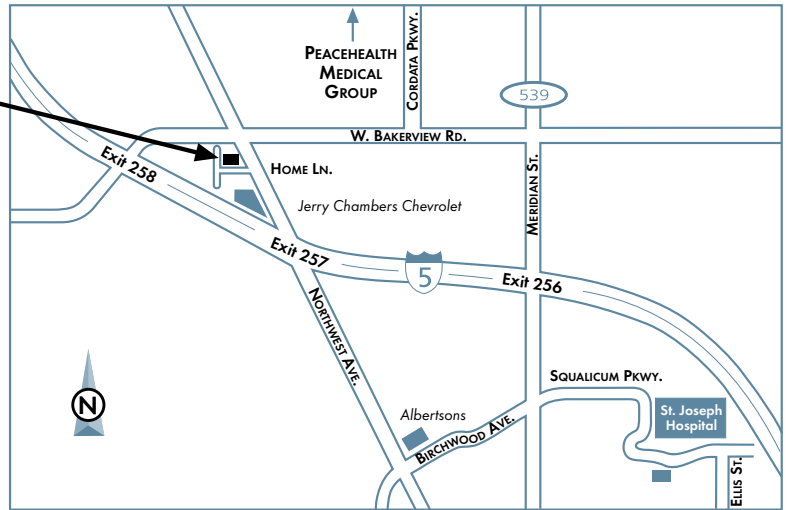 PEACEHEALTH
MEDICAL
GROUP
CORDATA PKWY.
539
W. BAKERVIEW RD.
Exit 258
HOME LN.
MERIDIAN ST.
Jerry Chambers Chevrolet
Exit 257
5
Exit 256
NORTHWEST AVE.
SQUALICUM PKWY.
N
Albertsons
BIRCHWOOD AVE.
St. Joseph
Hospital
ELLIS ST.